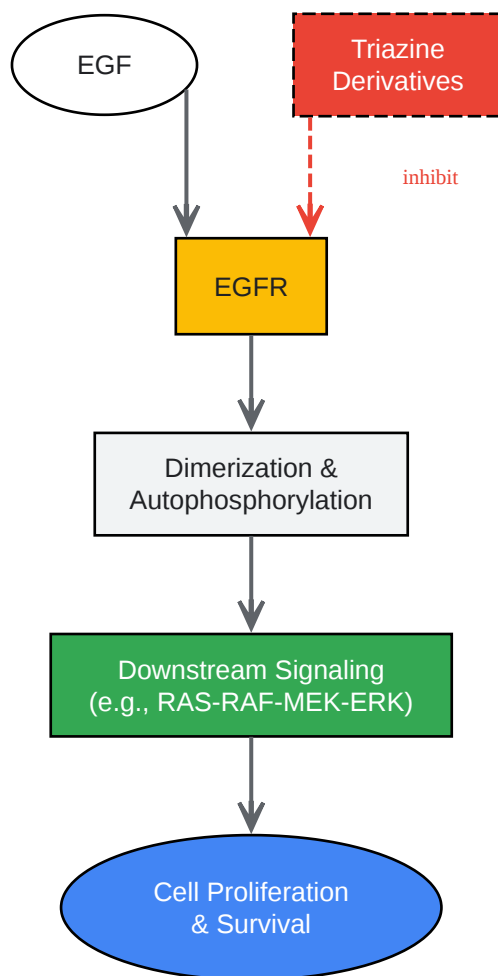 EGF
Triazine
Derivatives
inhibit
EGFR
Dimerization &
Autophosphorylation
Downstream Signaling
(e.g., RAS-RAF-MEK-ERK)
Cell Proliferation
& Survival